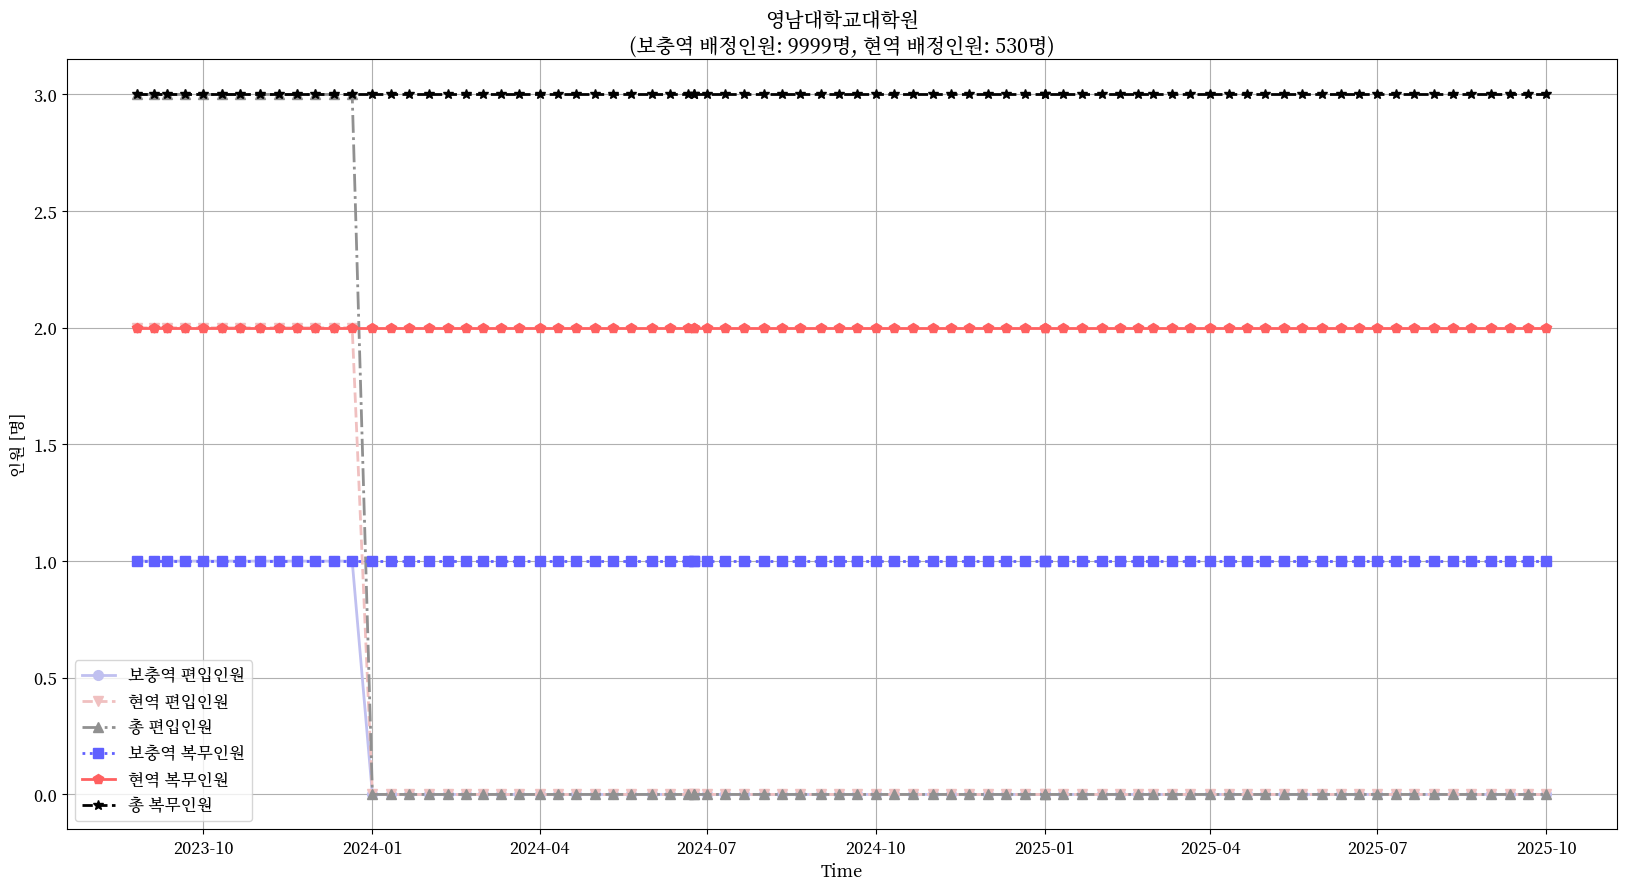 영남대학교대학원
(보충역 배정인원: 9999명, 현역 배정인원: 530명)
3.0
2.5
2.0
1.5
1.0
0.5
0.0
인원 [명]
보충역 편입인원
현역 편입인원
총 편입인원
보충역 복무인원
현역 복무인원
총 복무인원
2023-10
2024-01
2024-04
2024-07
2024-10
2025-01
2025-04
2025-07
2025-10
Time